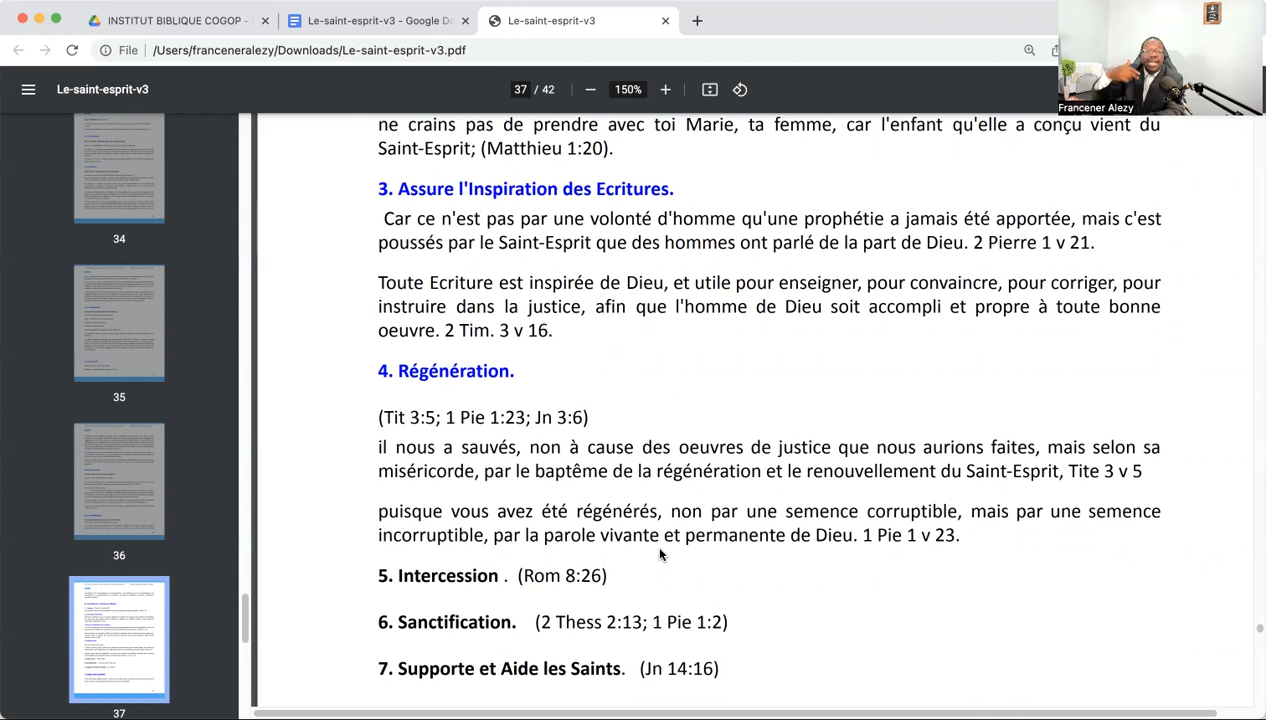 INSTITUT BIBLIQUE COGOP -
Le-saint-esprit-v3 - Google Do
Le-saint-esprit-v3
File
/Users/franceneralezy/Downloads/Le-saint-esprit-v3.pdf
Le-saint-esprit-v3
37 / 42
150%
Francener Alezy
34
35
36
37
ne crains pas de prendre avec toi Marie, ta femme, car l'enfant qu'elle a conçu vient du
Saint-Esprit; (Matthieu 1:20).
3. Assure l'Inspiration des Ecritures.
Car ce n'est pas par une volonté d'homme qu'une prophétie a jamais été apportée, mais c'est
poussés par le Saint-Esprit que des hommes ont parlé de la part de Dieu. 2 Pierre 1 v 21.
Toute Ecriture est inspirée de Dieu, et utile pour enseigner, pour convaincre, pour corriger, pour
instruire dans la justice, afin que l'homme de Dieu soit accompli et propre à toute bonne
oeuvre. 2 Tim. 3 v 16.
4. Régénération.
(Tit 3:5; 1 Pie 1:23; Jn 3:6)
il nous a sauvés, non à cause des oeuvres de justice que nous aurions faites, mais selon sa
miséricorde, par le baptême de la régénération et le renouvellement du Saint-Esprit, Tite 3 v 5
puisque vous avez été régénérés, non par une semence corruptible, mais par une semence
incorruptible, par la parole vivante et permanente de Dieu. 1 Pie 1 v 23.
5. Intercession . (Rom 8:26)
6. Sanctification. (2 Thess 2:13; 1 Pie 1:2)
7. Supporte et Aide les Saints. (Jn 14:16)